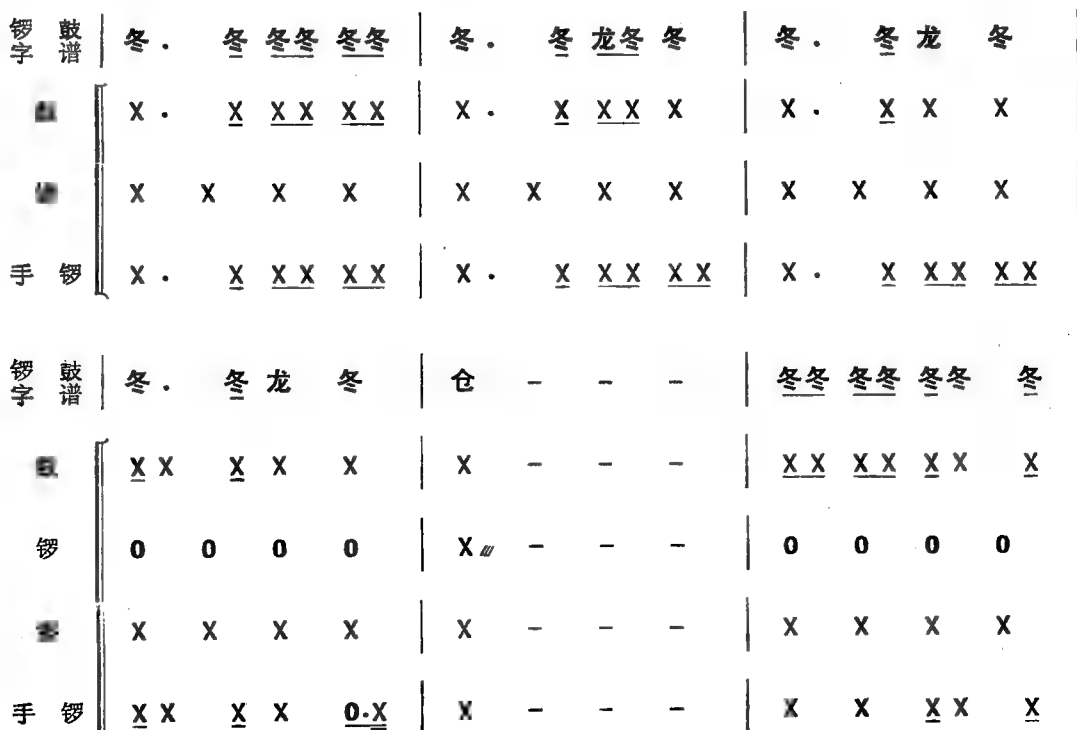 锣鼓字谱 冬． 冬 冬冬 冬冬 | 冬． 冬 龙冬 冬 | 冬． 冬 龙 冬
X． X X X X X | X． X X X X | X． X X X
X X X X | X X X X | X X X X
手锣 X． X X X X X | X． X X X X X | X． X X X X X
锣鼓字谱 冬． 冬 龙 冬 | 仓 － － － | 冬冬 冬冬 冬冬 冬
X X X X X | X － － － | X X X X X X X
锣 0 0 0 0 | X/// － － － | 0 0 0 0
X X X X | X － － － | X X X X
手锣 X X X X 0·X | X － － － | X X X X X